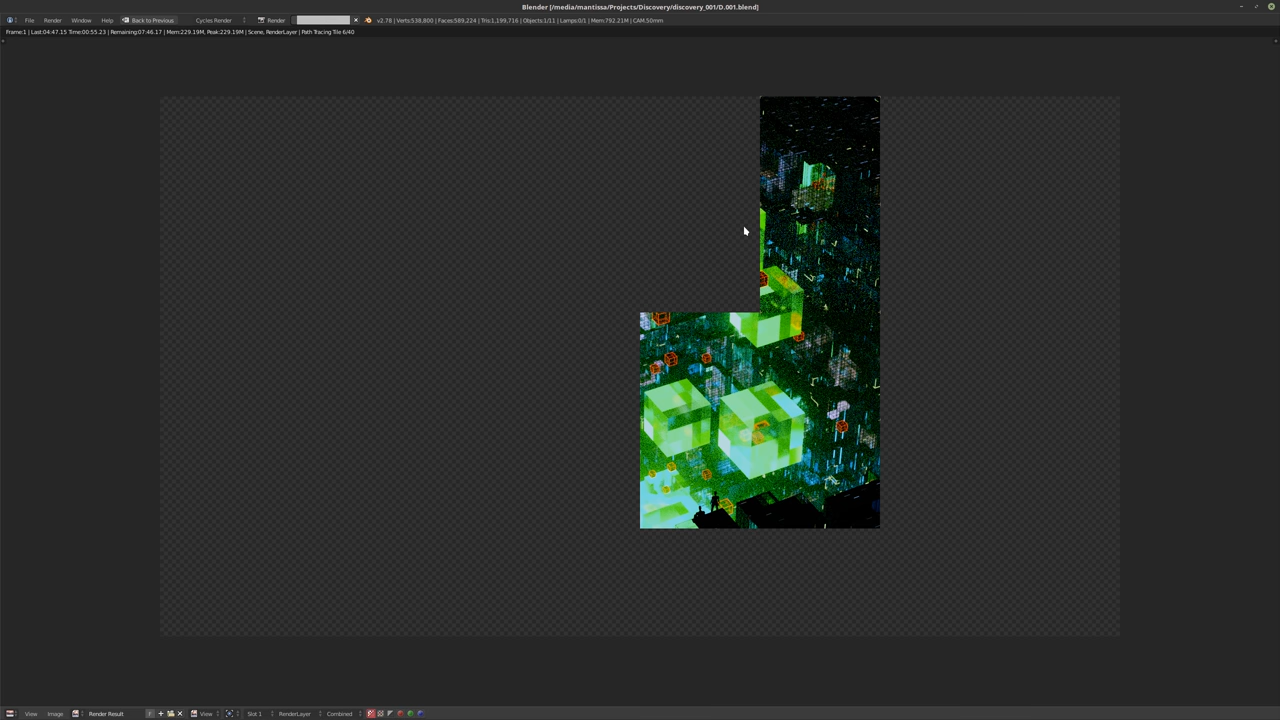 Blender [/media/mantissa/Projects/Discovery/discovery_001/D.001.blend]
File Render Window Help Back to Previous Cycles Render Render v2.78 | Verts:538,800 | Faces:589,224 | Tris:1,199,716 | Objects:1/11 | Lamps:0/1 | Mem:792.21M | CAM.50mm
Frame:1 | Last:04:47.15 Time:00:55.23 | Remaining:07:46.17 | Mem:229.19M, Peak:229.19M | Scene, RenderLayer | Path Tracing Tile 6/40
View Image Render Result F View Slot 1 RenderLayer Combined